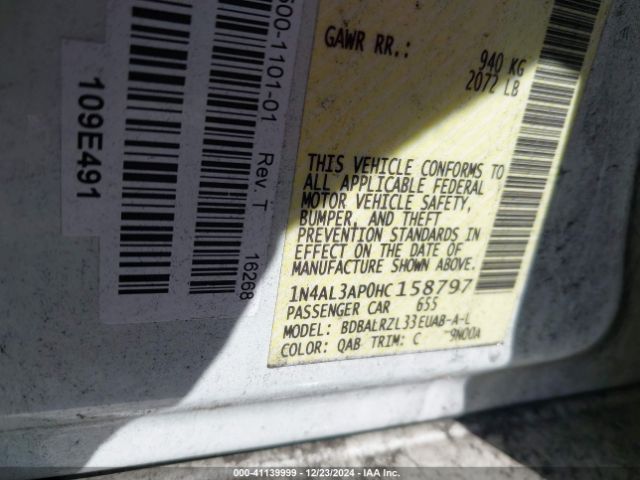 600-1101-01 Rev. T
16268
109E491
GAWR RR.: 940 KG
2072 LB
THIS VEHICLE CONFORMS TO
ALL APPLICABLE FEDERAL
MOTOR VEHICLE SAFETY,
BUMPER, AND THEFT
PREVENTION STANDARDS IN
EFFECT ON THE DATE OF
MANUFACTURE SHOWN ABOVE.
1N4AL3AP0HC158797
PASSENGER CAR 655
MODEL: BDBALRZL33EUAB-A-L
COLOR: QAB TRIM: C 9N00A
000-41139999 • 12/23/2024 • IAA Inc.